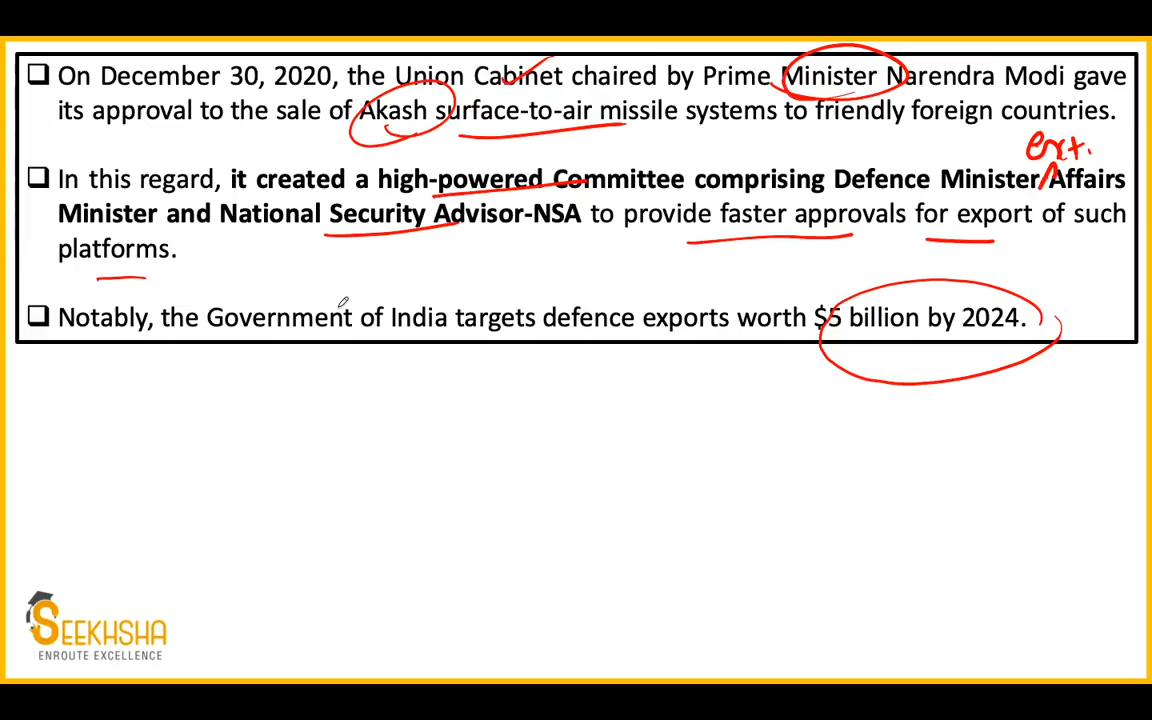 ❑ On December 30, 2020, the Union Cabinet chaired by Prime Minister Narendra Modi gave
its approval to the sale of Akash surface-to-air missile systems to friendly foreign countries.
ext.
❑ In this regard, it created a high-powered Committee comprising Defence Minister Affairs
Minister and National Security Advisor-NSA to provide faster approvals for export of such
platforms.
❑ Notably, the Government of India targets defence exports worth $5 billion by 2024.
SEEKHSHA
ENROUTE EXCELLENCE